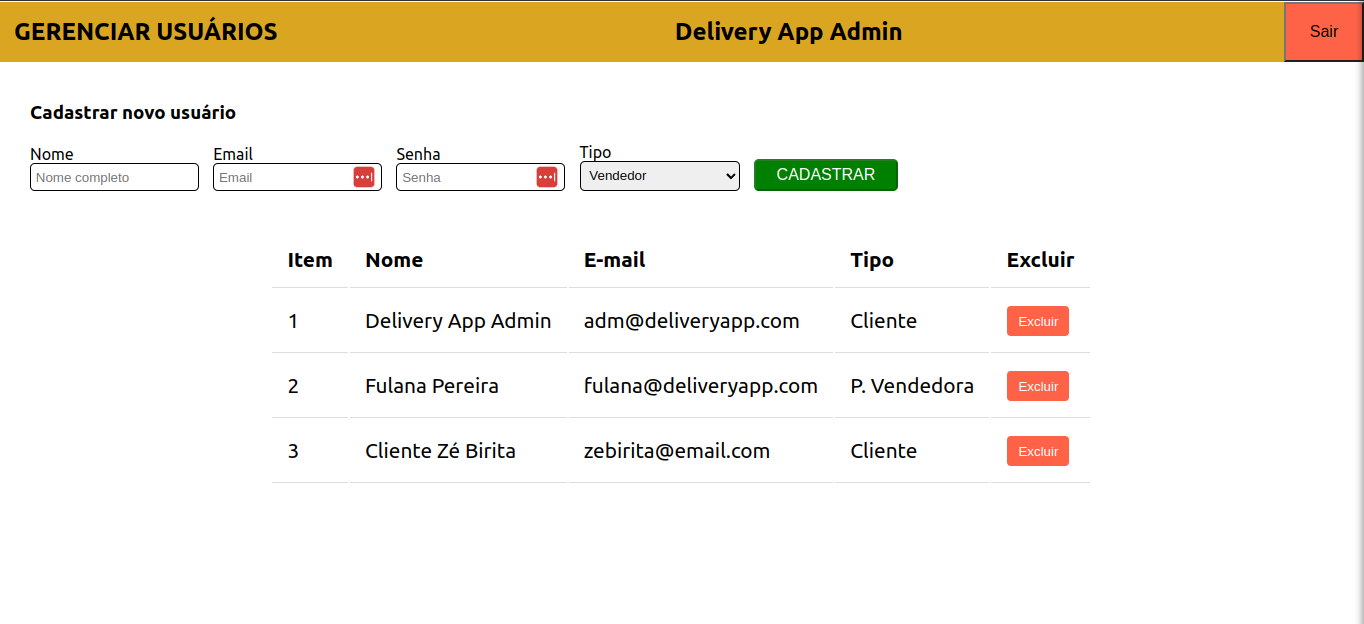 GERENCIAR USUÁRIOS Delivery App Admin Sair
Cadastrar novo usuário
Nome Email Senha Tipo
Nome completo Email Senha Vendedor CADASTRAR
Item Nome E-mail Tipo Excluir
1 Delivery App Admin adm@deliveryapp.com Cliente Excluir
2 Fulana Pereira fulana@deliveryapp.com P. Vendedora Excluir
3 Cliente Zé Birita zebirita@email.com Cliente Excluir